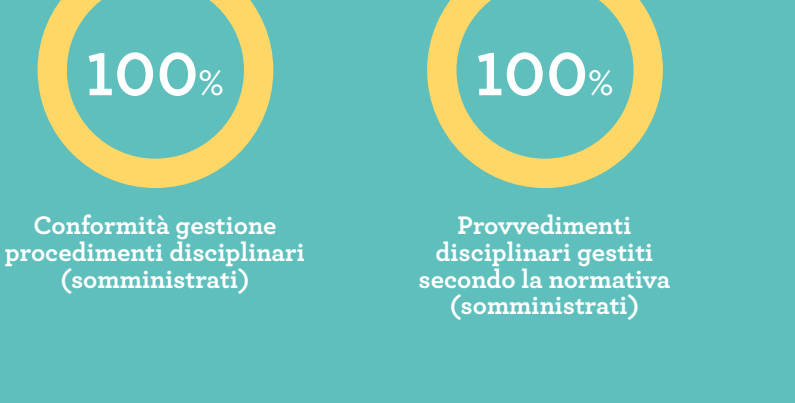 100%
Conformità gestione
procedimenti disciplinari
(somministrati)
100%
Provvedimenti
disciplinari gestiti
secondo la normativa
(somministrati)